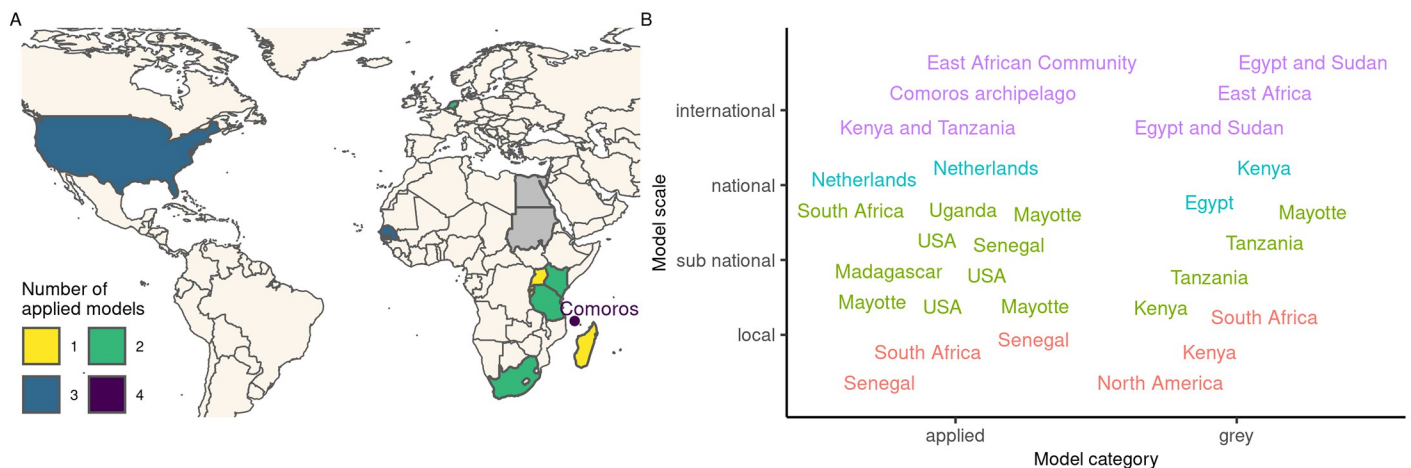 A
Comoros
Number of
applied models
1
2
3
4
B
Model scale
international
national
sub national
local
East African Community
Egypt and Sudan
Comoros archipelago
East Africa
Kenya and Tanzania
Egypt and Sudan
Netherlands
Netherlands
Kenya
South Africa
Uganda
Mayotte
Egypt
Mayotte
USA
Senegal
Tanzania
Madagascar
USA
Tanzania
Mayotte
USA
Mayotte
Kenya
South Africa
South Africa
Senegal
Kenya
Senegal
North America
applied
grey
Model category